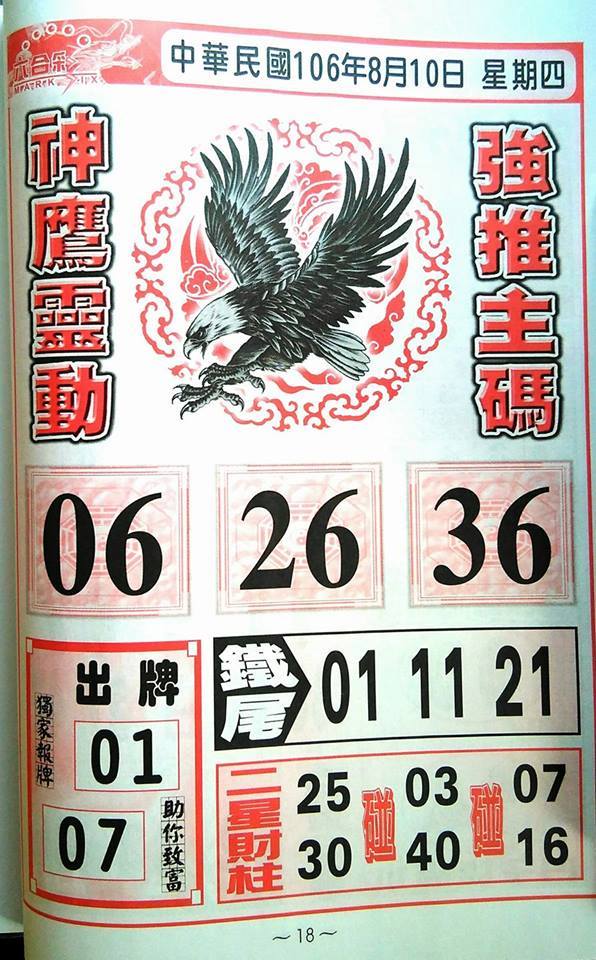 六合彩
中華民國106年8月10日 星期四
神鷹靈動
強推主碼
06 26 36
出牌
獨家報牌
01
07
助你致富
鐵尾
01 11 21
二星財柱
25 碰 03 碰 07
30 40 16
~18~